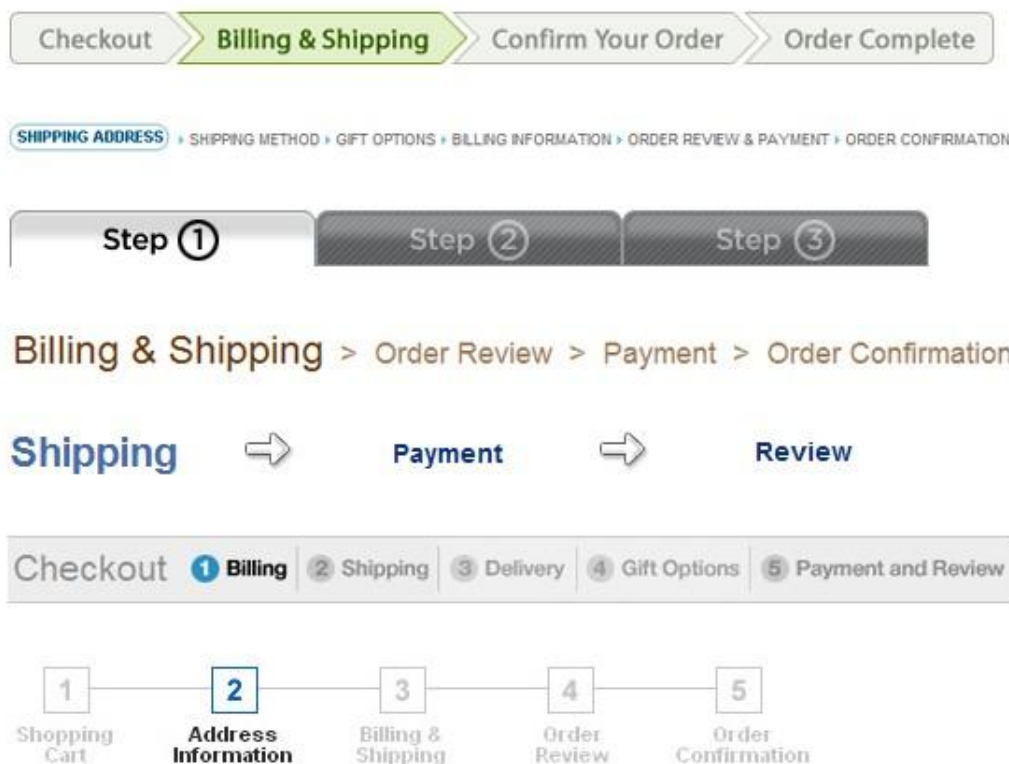 Checkout Billing & Shipping Confirm Your Order Order Complete
SHIPPING ADDRESS SHIPPING METHOD GIFT OPTIONS BILLING INFORMATION ORDER REVIEW & PAYMENT ORDER CONFIRMATION
Step 1 Step 2 Step 3
Billing & Shipping > Order Review > Payment > Order Confirmation
Shipping Payment Review
Checkout 1 Billing 2 Shipping 3 Delivery 4 Gift Options 5 Payment and Review
1 2 3 4 5
Shopping Address Billing & Order Order
Cart Information Shipping Review Confirmation